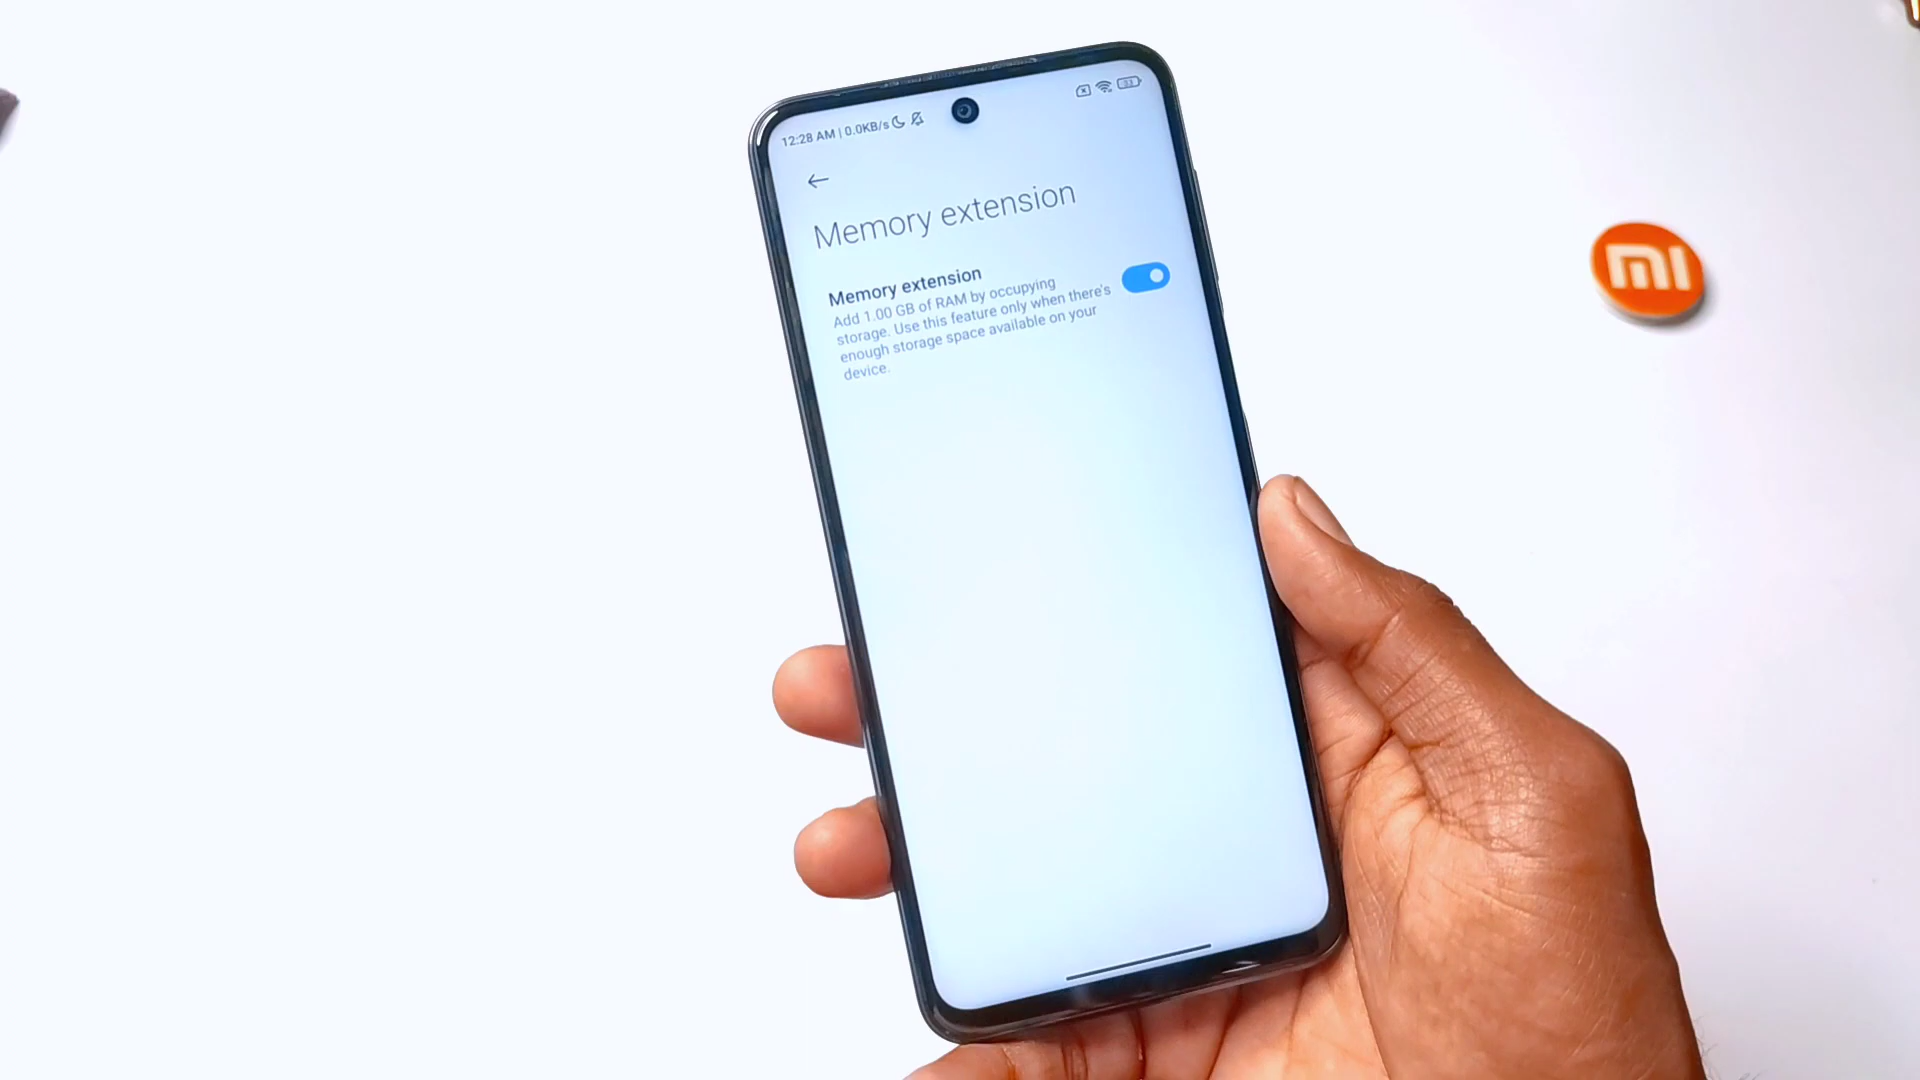 12:28 AM | 0.0KB/s
Memory extension
Memory extension
Add 1.00 GB of RAM by occupying
storage. Use this feature only when there's
enough storage space available on your
device.
mi